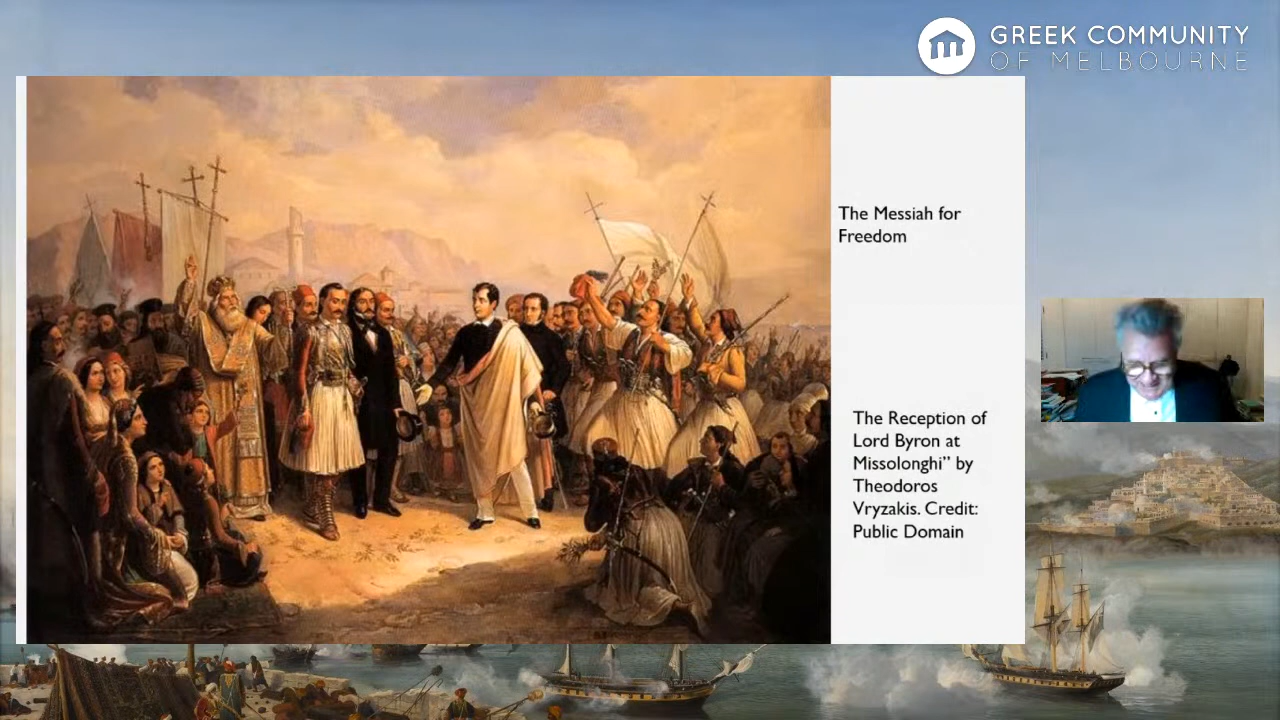 GREEK COMMUNITY
OF MELBOURNE
The Messiah for
Freedom
The Reception of
Lord Byron at
Missolonghi” by
Theodoros
Vryzakis. Credit:
Public Domain